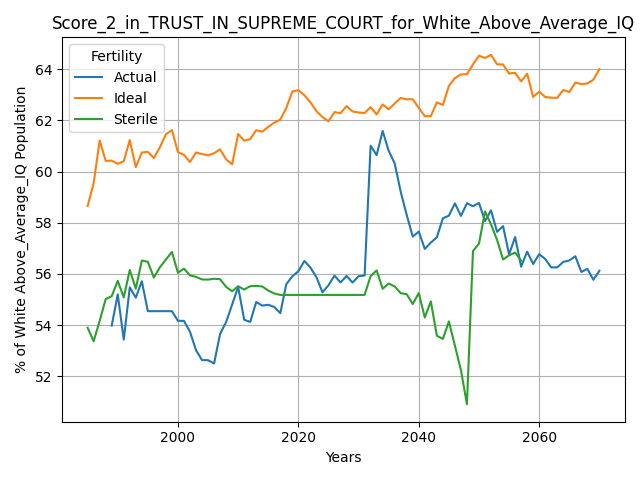 Score_2_in_TRUST_IN_SUPREME_COURT_for_White_Above_Average_IQ
% of White Above_Average_IQ Population
64
62
60
58
56
54
52
Fertility
Actual
Ideal
Sterile
2000
2020
2040
2060
Years